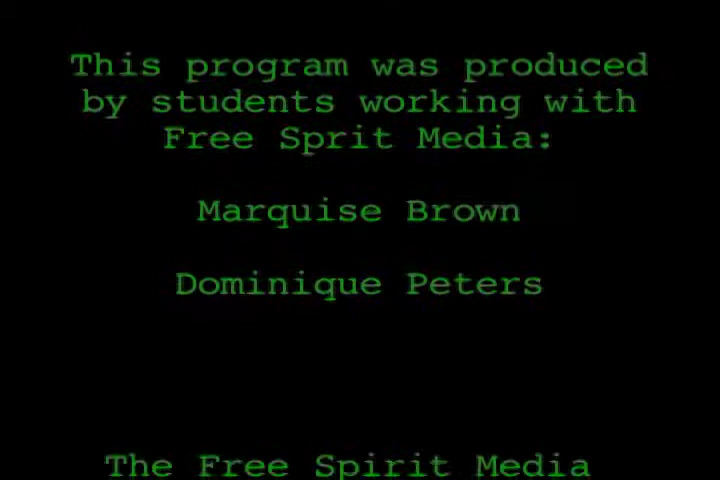 This program was produced
by students working with
Free Sprit Media:
Marquise Brown
Dominique Peters
The Free Spirit Media